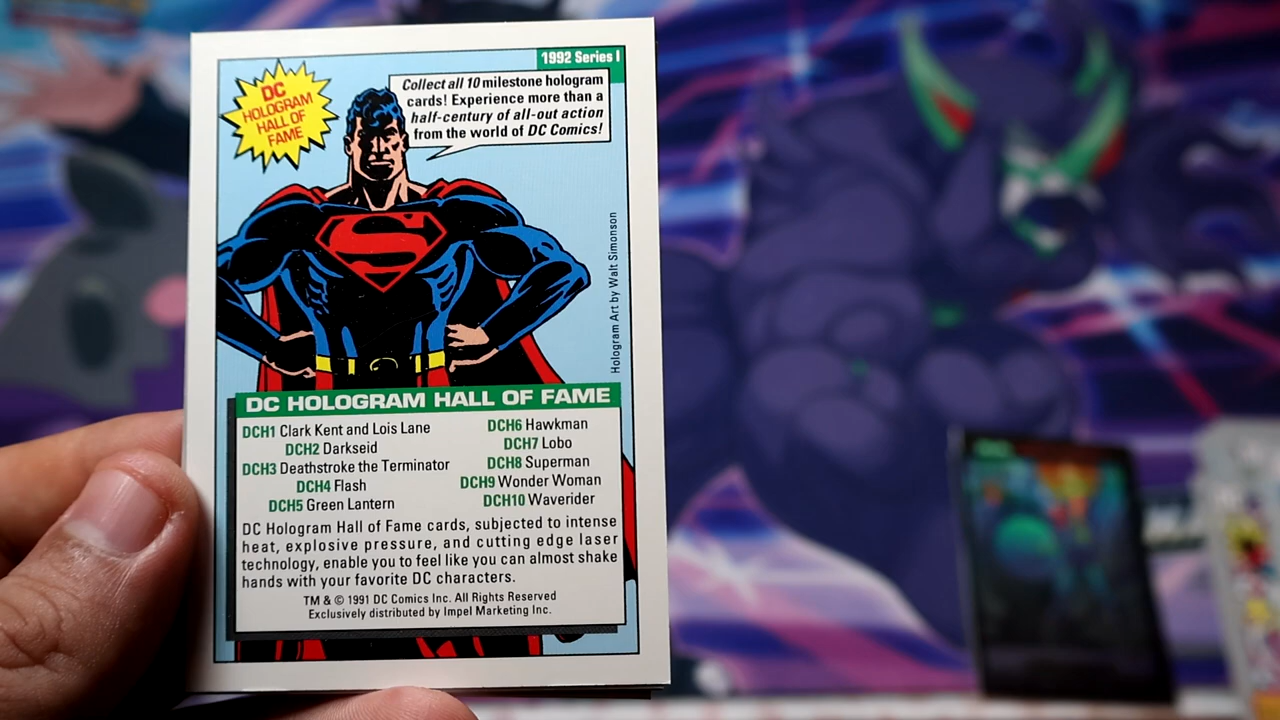 1992 Series I
DC
HOLOGRAM
HALL OF
FAME
Collect all 10 milestone hologram
cards! Experience more than a
half-century of all-out action
from the world of DC Comics!
S
Hologram Art by Walt Simonson
DC HOLOGRAM HALL OF FAME
DCH1 Clark Kent and Lois Lane
DCH2 Darkseid
DCH3 Deathstroke the Terminator
DCH4 Flash
DCH5 Green Lantern
DCH6 Hawkman
DCH7 Lobo
DCH8 Superman
DCH9 Wonder Woman
DCH10 Waverider
DC Hologram Hall of Fame cards, subjected to intense
heat, explosive pressure, and cutting edge laser
technology, enable you to feel like you can almost shake
hands with your favorite DC characters.
TM & © 1991 DC Comics Inc. All Rights Reserved
Exclusively distributed by Impel Marketing Inc.